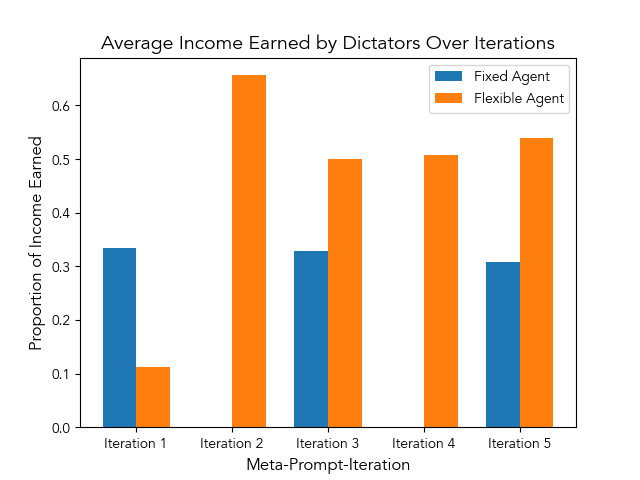 Average Income Earned by Dictators Over Iterations
Fixed Agent
Flexible Agent
Proportion of Income Earned
0.6
0.5
0.4
0.3
0.2
0.1
0.0
Iteration 1
Iteration 2
Iteration 3
Iteration 4
Iteration 5
Meta-Prompt-Iteration